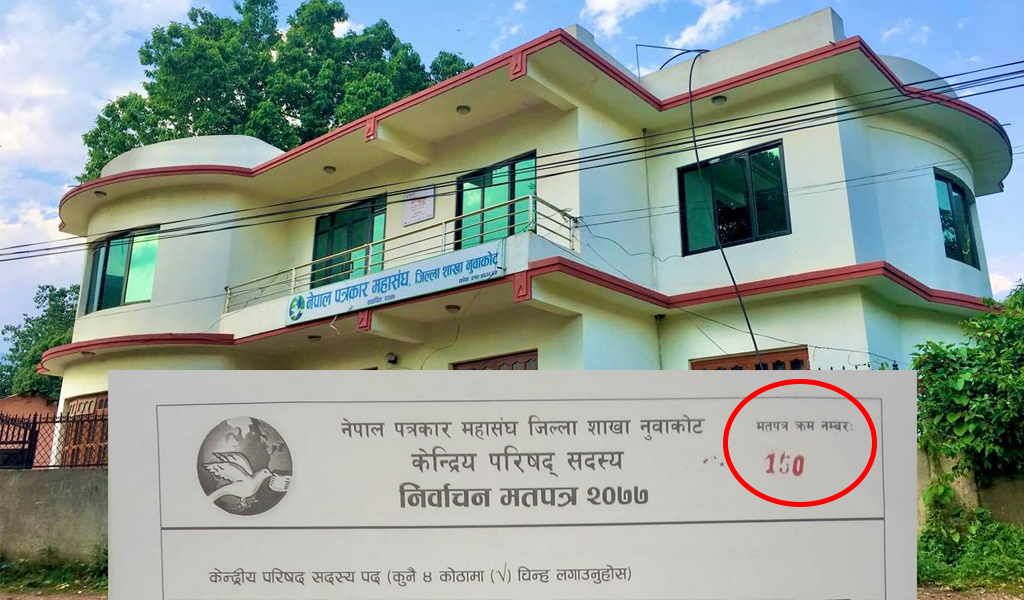 नेपाल पत्रकार महासंघ, जिल्ला शाखा नुवाकोट
नेपाल पत्रकार महासंघ जिल्ला शाखा नुवाकोट
मतपत्र क्रम नम्बरः
150
केन्द्रिय परिषद् सदस्य
निर्वाचन मतपत्र २०७७
केन्द्रीय परिषद सदस्य पद (कुनै ४ कोठामा (√) चिन्ह लगाउनुहोस)